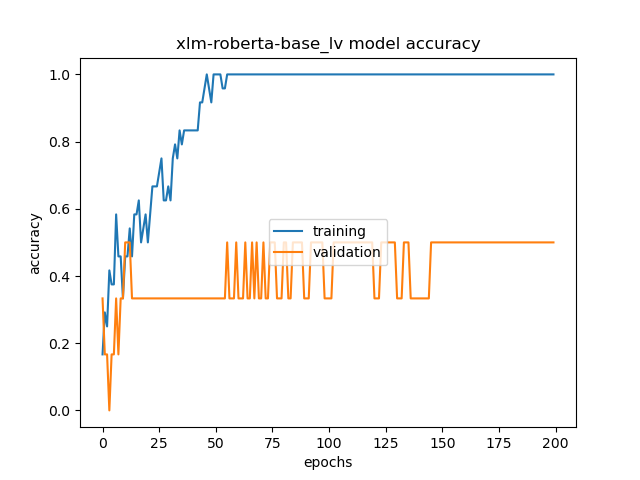 xlm-roberta-base_lv model accuracy
1.0
0.8
0.6
0.4
0.2
0.0
accuracy
training
validation
0 25 50 75 100 125 150 175 200
epochs